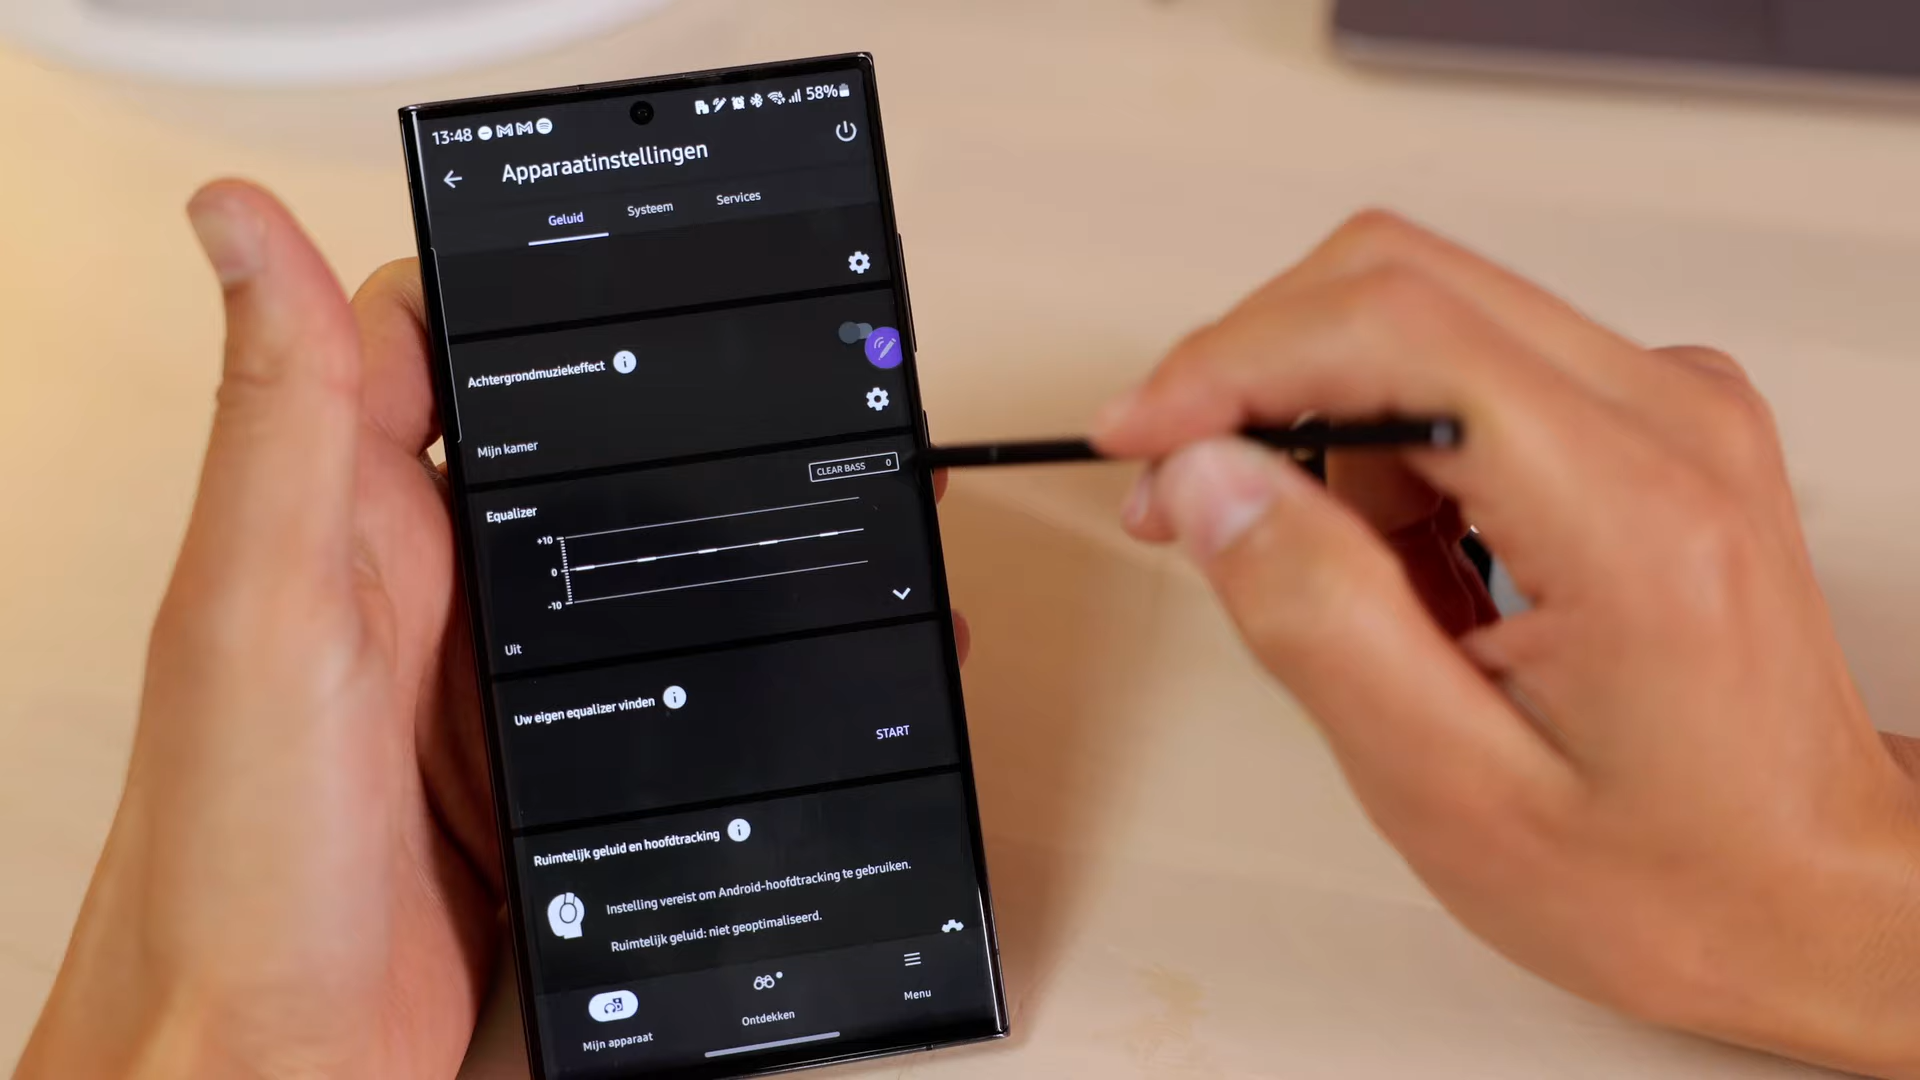 13:48 58%
Apparaatinstellingen
Geluid Systeem Services
Achtergrondmuziekeffect
Mijn kamer
CLEAR BASS 0
Equalizer
+10
0
-10
Uit
Uw eigen equalizer vinden
START
Ruimtelijk geluid en hoofdtracking
Instelling vereist om Android-hoofdtracking te gebruiken.
Ruimtelijk geluid: niet geoptimaliseerd.
Mijn apparaat Ontdekken Menu